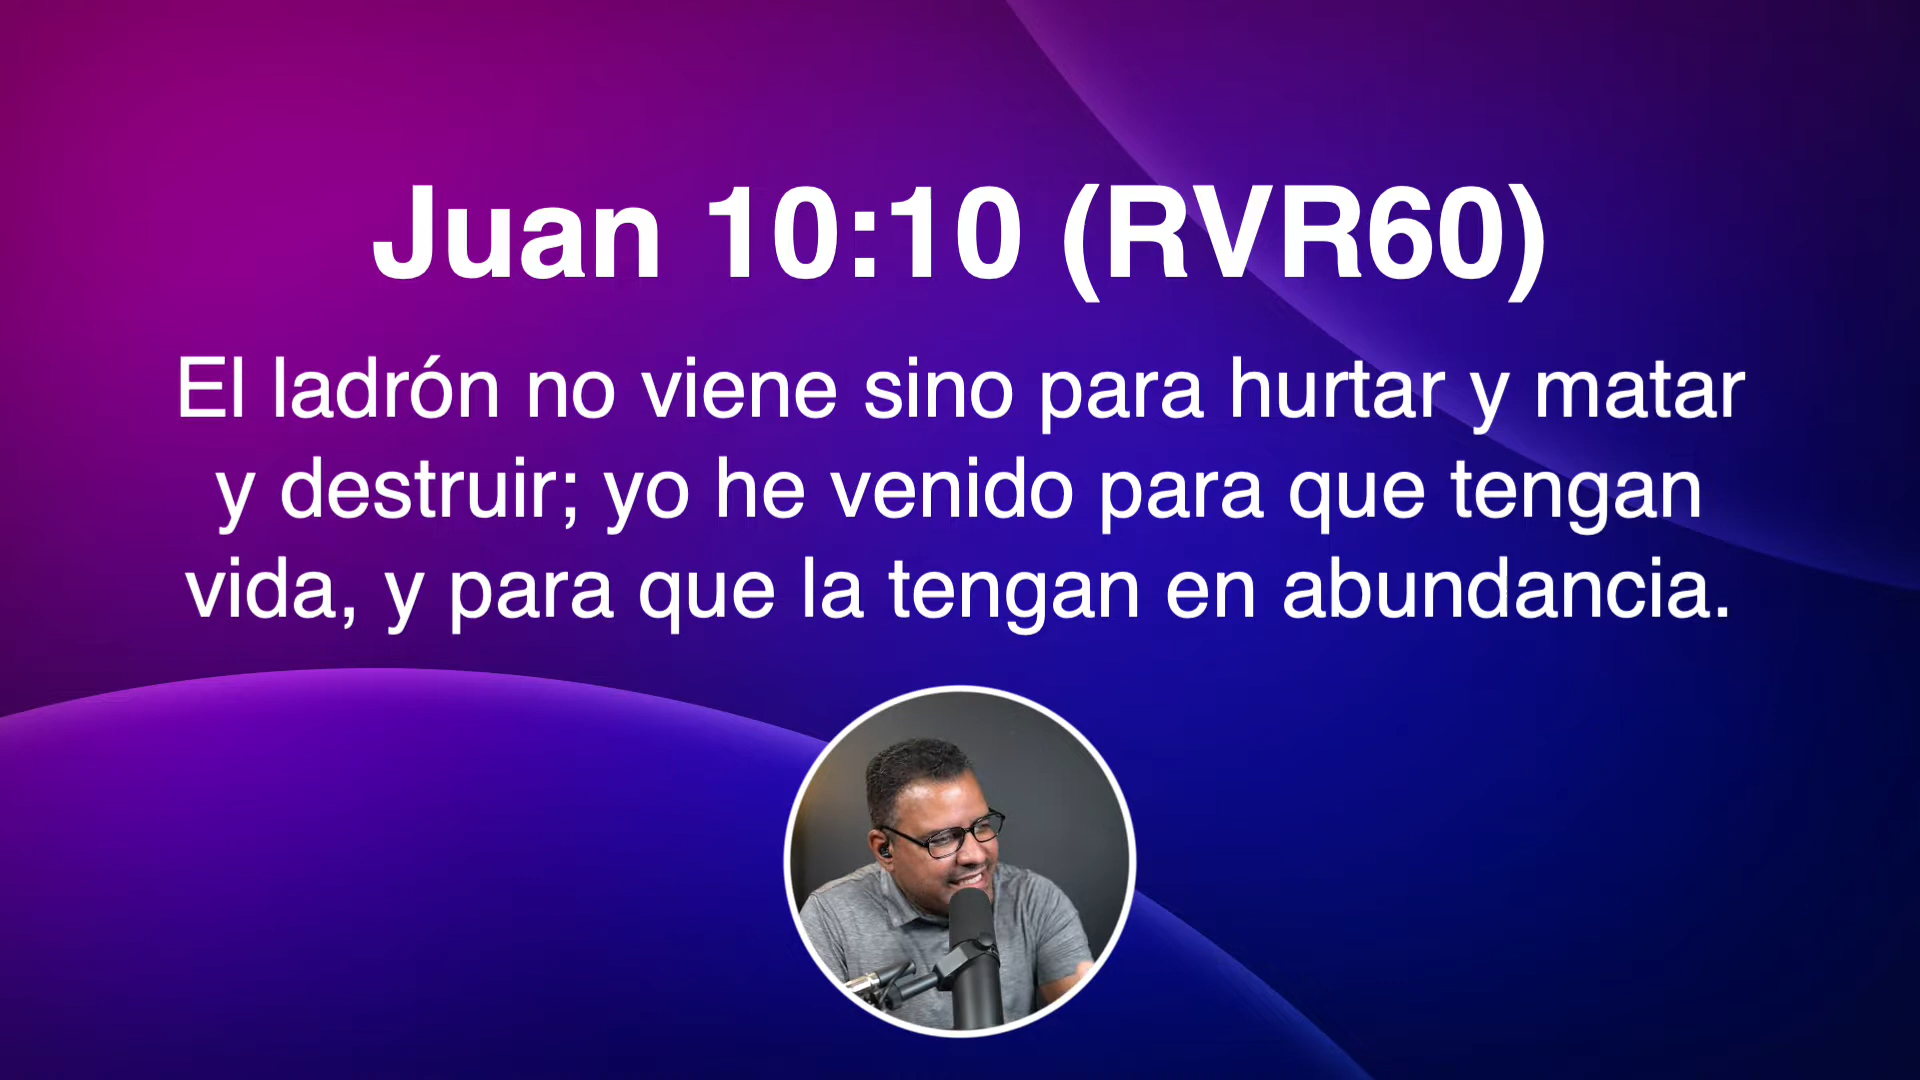 Juan 10:10 (RVR60)
El ladrón no viene sino para hurtar y matar
y destruir; yo he venido para que tengan
vida, y para que la tengan en abundancia.